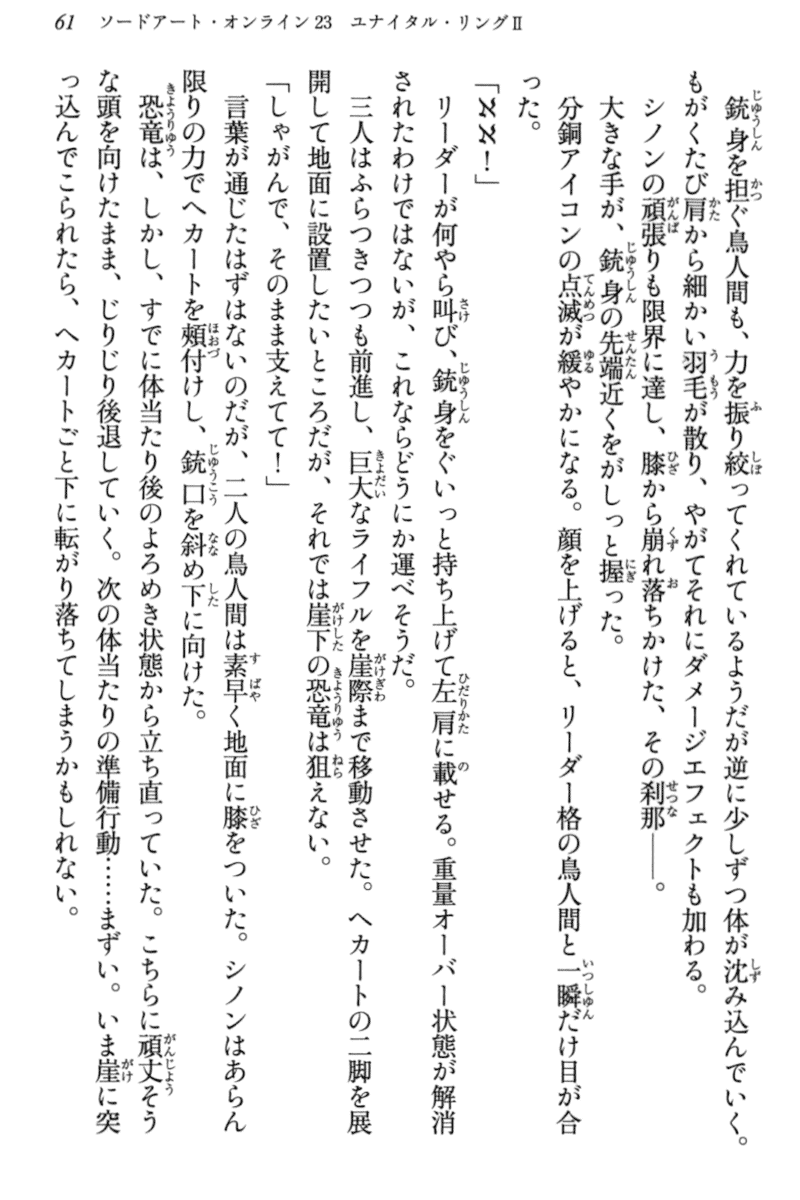 61　ソードアート・オンライン23　ユナイタル・リングⅡ
　銃身を担ぐ鳥人間も、力を振り絞ってくれているようだが逆に少しずつ体が沈み込んでいく。
もがくたび肩から細かい羽毛が散り、やがてそれにダメージエフェクトも加わる。
　シノンの頑張りも限界に達し、膝から崩れ落ちかけた、その刹那――。
　大きな手が、銃身の先端近くをがしっと握った。
　分銅アイコンの点滅が緩やかになる。顔を上げると、リーダー格の鳥人間と一瞬だけ目が合
った。
「ℵℵ！」
　リーダーが何やら叫び、銃身をぐいっと持ち上げて左肩に載せる。重量オーバー状態が解消
されたわけではないが、これならどうにか運べそうだ。
　三人はふらつきつつも前進し、巨大なライフルを崖際まで移動させた。ヘカートの二脚を展
開して地面に設置したいところだが、それでは崖下の恐竜は狙えない。
「しゃがんで、そのまま支えてて！」
　言葉が通じたはずはないのだが、二人の鳥人間は素早く地面に膝をついた。シノンはあらん
限りの力でヘカートを頰付けし、銃口を斜め下に向けた。
　恐竜は、しかし、すでに体当たり後のよろめき状態から立ち直っていた。こちらに頑丈そう
な頭を向けたまま、じりじり後退していく。次の体当たりの準備行動……まずい。いま崖に突
っ込んでこられたら、ヘカートごと下に転がり落ちてしまうかもしれない。